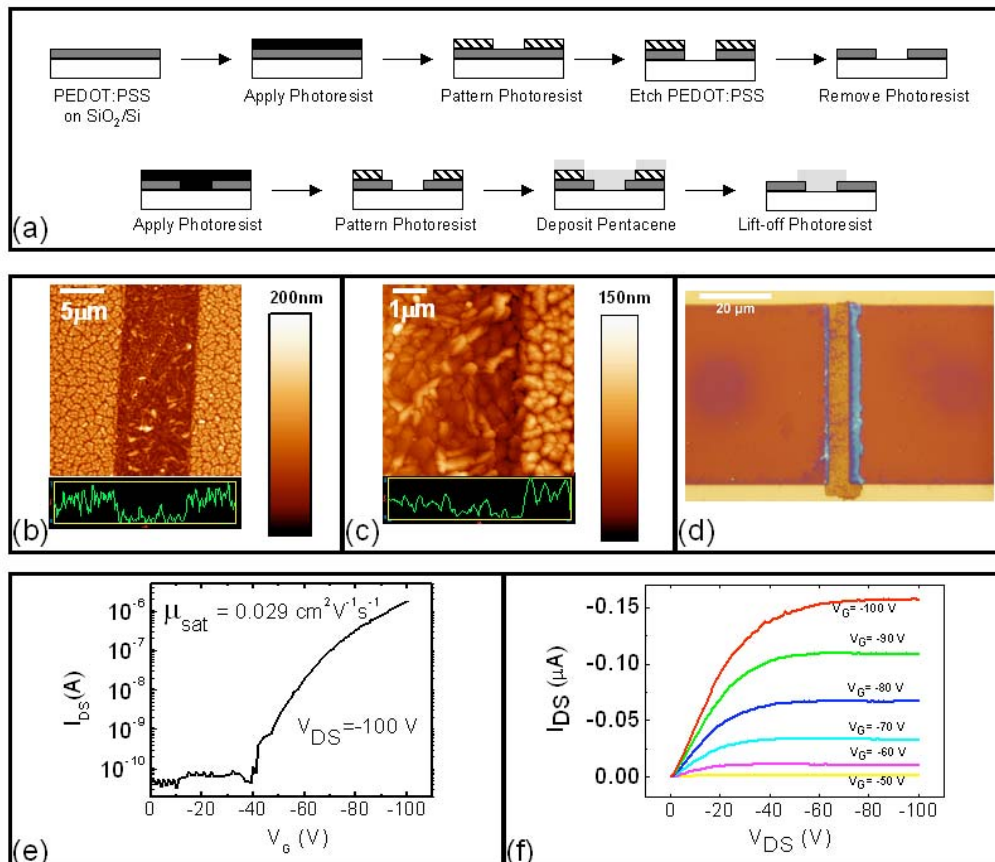 PEDOT:PSS
on SiO2/Si
Apply Photoresist
Pattern Photoresist
Etch PEDOT:PSS
Remove Photoresist
Apply Photoresist
Pattern Photoresist
Deposit Pentacene
Lift-off Photoresist
(a)
5μm
200nm
(b)
1μm
150nm
(c)
20 μm
(d)
μsat = 0.029 cm²V⁻¹s⁻¹
VDS=-100 V
IDS(A)
10⁻⁶
10⁻⁷
10⁻⁸
10⁻⁹
10⁻¹⁰
0 -20 -40 -60 -80 -100
VG (V)
(e)
IDS (μA)
-0.15
-0.10
-0.05
0.00
VG= -100 V
VG= -90 V
VG= -80 V
VG= -70 V
VG= -60 V
VG= -50 V
0 -20 -40 -60 -80 -100
VDS (V)
(f)